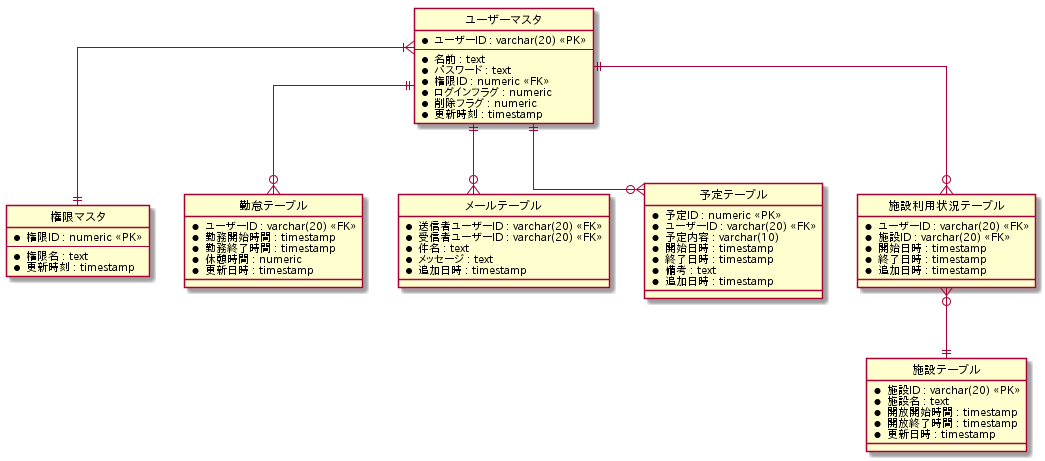 ユーザーマスタ
ユーザーID : varchar(20) «PK»
名前 : text
パスワード : text
権限ID : numeric «FK»
ログインフラグ : numeric
削除フラグ : numeric
更新時刻 : timestamp
権限マスタ
権限ID : numeric «PK»
権限名 : text
更新時刻 : timestamp
勤怠テーブル
ユーザーID : varchar(20) «FK»
勤務開始時間 : timestamp
勤務終了時間 : timestamp
休憩時間 : numeric
更新日時 : timestamp
メールテーブル
送信者ユーザーID : varchar(20) «FK»
受信者ユーザーID : varchar(20) «FK»
件名 : text
メッセージ : text
追加日時 : timestamp
予定テーブル
予定ID : numeric «PK»
ユーザーID : varchar(20) «FK»
予定内容 : varchar(10)
開始日時 : timestamp
終了日時 : timestamp
備考 : text
追加日時 : timestamp
施設利用状況テーブル
ユーザーID : varchar(20) «FK»
施設ID : varchar(20) «FK»
開始日時 : timestamp
終了日時 : timestamp
追加日時 : timestamp
施設テーブル
施設ID : varchar(20) «PK»
施設名 : text
開放開始時間 : timestamp
開放終了時間 : timestamp
更新日時 : timestamp